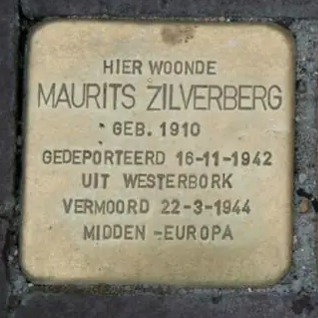 HIER WOONDE
MAURITS ZILVERBERG
GEB. 1910
GEDEPORTEERD 16-11-1942
UIT WESTERBORK
VERMOORD 22-3-1944
MIDDEN-EUROPA